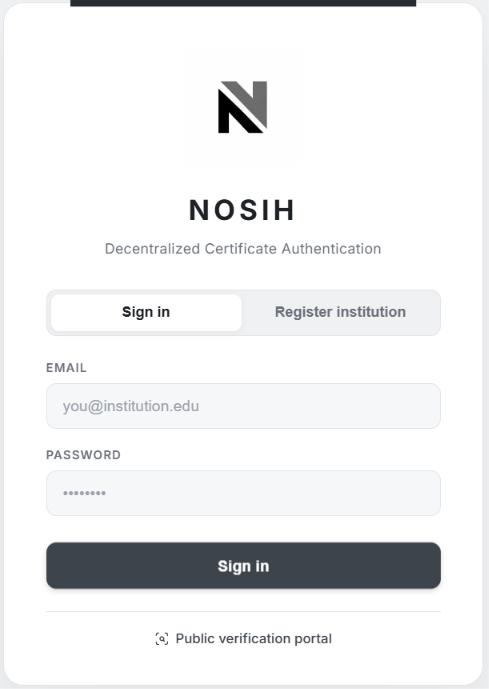 NOSIH
Decentralized Certificate Authentication
Sign in
Register institution
EMAIL
you@institution.edu
PASSWORD
••••••••
Sign in
Public verification portal